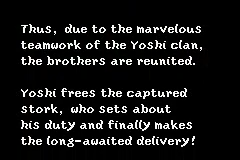 Thus, due to the marvelous
teamwork of the Yoshi clan,
the brothers are reunited.
Yoshi frees the captured
stork, who sets about
his duty and finally makes
the long-awaited delivery!